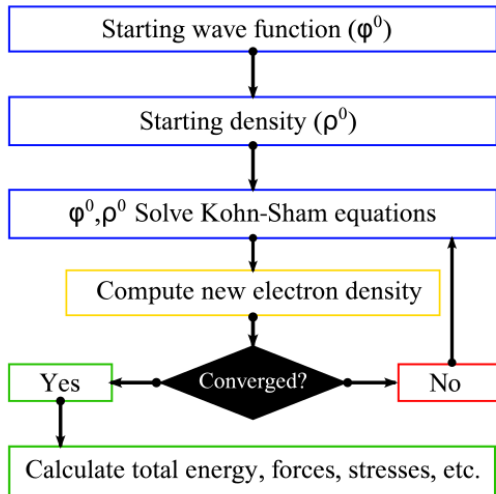 Starting wave function (φ⁰)
Starting density (ρ⁰)
φ⁰,ρ⁰ Solve Kohn-Sham equations
Compute new electron density
Converged?
Yes
No
Calculate total energy, forces, stresses, etc.